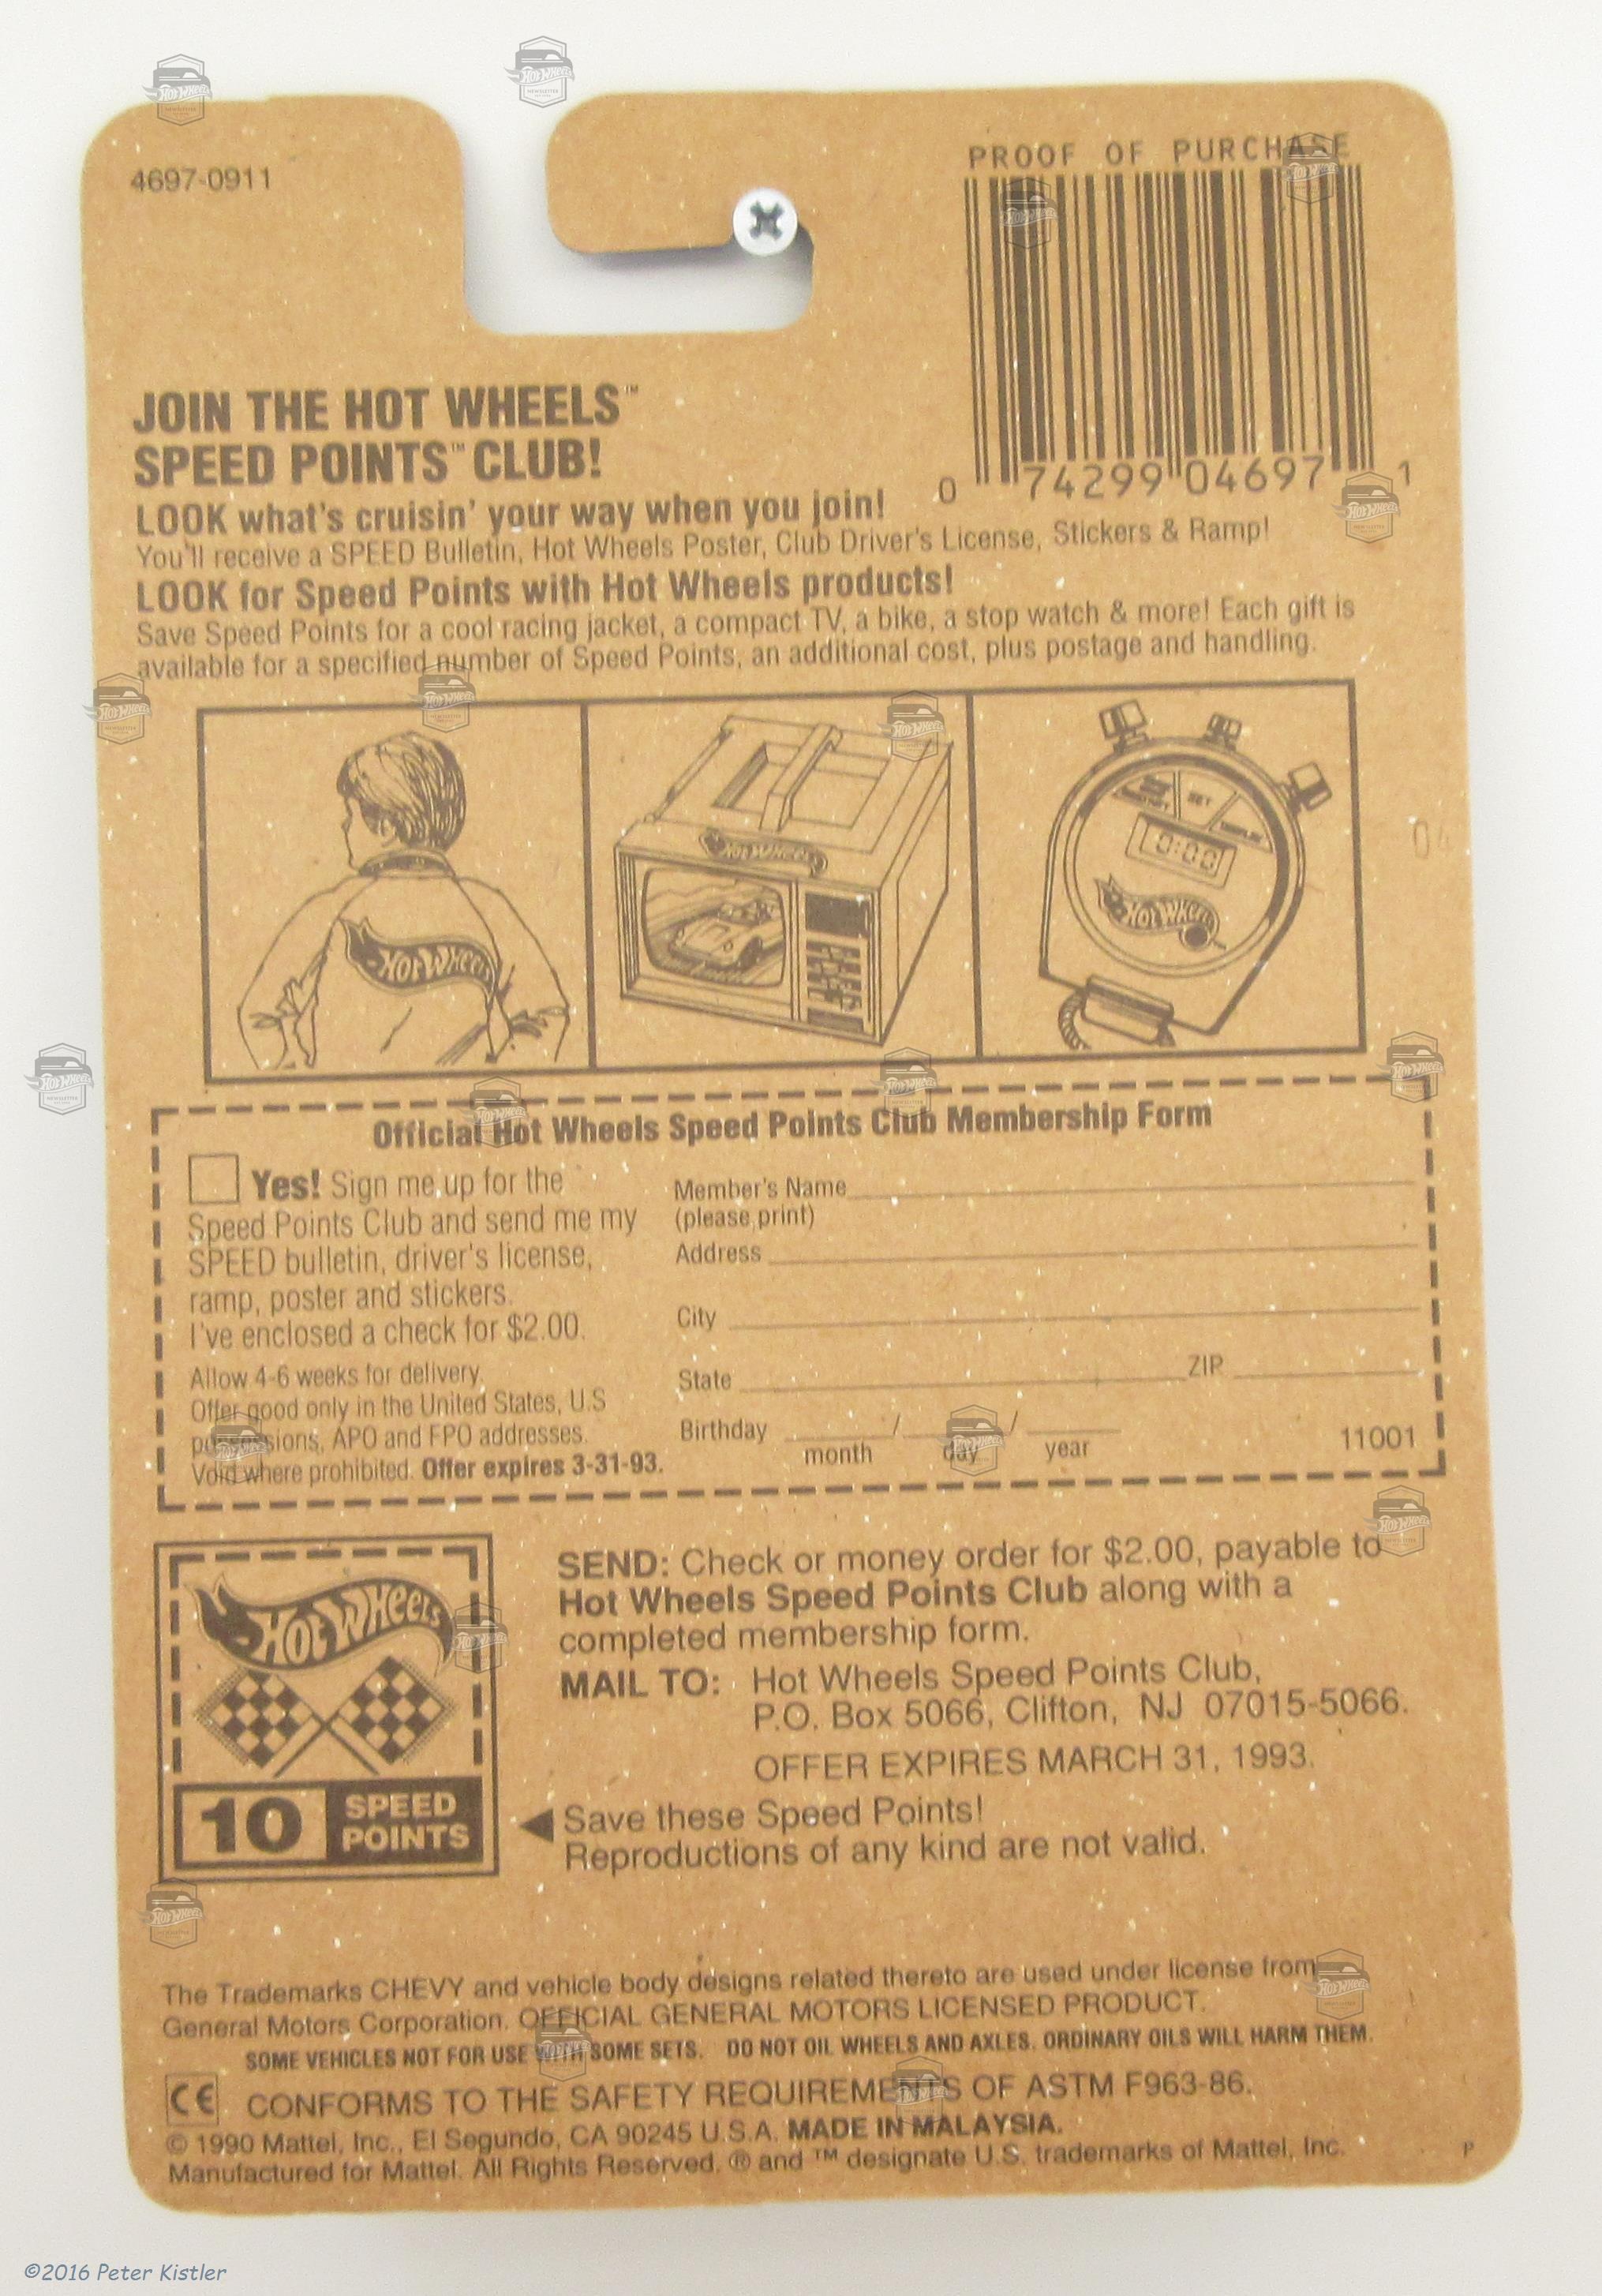 4697-0911
PROOF OF PURCHASE
0 74299 04697 1
JOIN THE HOT WHEELS™
SPEED POINTS™ CLUB!
LOOK what's cruisin' your way when you join!
You'll receive a SPEED Bulletin, Hot Wheels Poster, Club Driver's License, Stickers & Ramp!
LOOK for Speed Points with Hot Wheels products!
Save Speed Points for a cool racing jacket, a compact TV, a bike, a stop watch & more! Each gift is
available for a specified number of Speed Points, an additional cost, plus postage and handling.
HOT WHEELS
HOT WHEELS
SET
0:00
HOT WHEELS
04
Official Hot Wheels Speed Points Club Membership Form
Yes! Sign me up for the
Speed Points Club and send me my
SPEED bulletin, driver's license,
ramp, poster and stickers.
I've enclosed a check for $2.00.
Allow 4-6 weeks for delivery.
Offer good only in the United States, U.S
possessions, APO and FPO addresses.
Void where prohibited. Offer expires 3-31-93.
Member's Name
(please print)
Address
City
State ZIP
Birthday / /
month day year
11001
HOT WHEELS
10 SPEED
POINTS
SEND: Check or money order for $2.00, payable to
Hot Wheels Speed Points Club along with a
completed membership form.
MAIL TO: Hot Wheels Speed Points Club,
P.O. Box 5066, Clifton, NJ 07015-5066.
OFFER EXPIRES MARCH 31, 1993.
Save these Speed Points!
Reproductions of any kind are not valid.
The Trademarks CHEVY and vehicle body designs related thereto are used under license from
General Motors Corporation. OFFICIAL GENERAL MOTORS LICENSED PRODUCT.
SOME VEHICLES NOT FOR USE WITH SOME SETS. DO NOT OIL WHEELS AND AXLES. ORDINARY OILS WILL HARM THEM.
CE CONFORMS TO THE SAFETY REQUIREMENTS OF ASTM F963-86.
© 1990 Mattel, Inc., El Segundo, CA 90245 U.S.A. MADE IN MALAYSIA.
Manufactured for Mattel. All Rights Reserved. ® and ™ designate U.S. trademarks of Mattel, Inc.
P
©2016 Peter Kistler